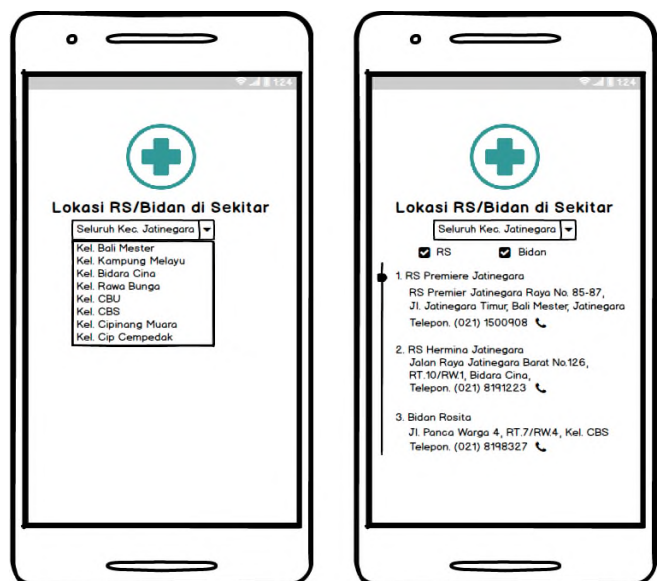 124
Lokasi RS/Bidan di Sekitar
Seluruh Kec. Jatinegara
Kel. Bali Mester
Kel. Kampung Melayu
Kel. Bidara Cina
Kel. Rawa Bunga
Kel. CBU
Kel. CBS
Kel. Cipinang Muara
Kel. Cip Cempedak
124
Lokasi RS/Bidan di Sekitar
Seluruh Kec. Jatinegara
RS Bidan
1. RS Premiere Jatinegara
RS Premier Jatinegara Raya No. 85-87,
Jl. Jatinegara Timur, Bali Mester, Jatinegara
Telepon. (021) 1500908
2. RS Hermina Jatinegara
Jalan Raya Jatinegara Barat No.126,
RT.10/RW.1, Bidara Cina,
Telepon. (021) 8191223
3. Bidan Rosita
Jl. Panca Warga 4, RT.7/RW.4, Kel. CBS
Telepon. (021) 8198327